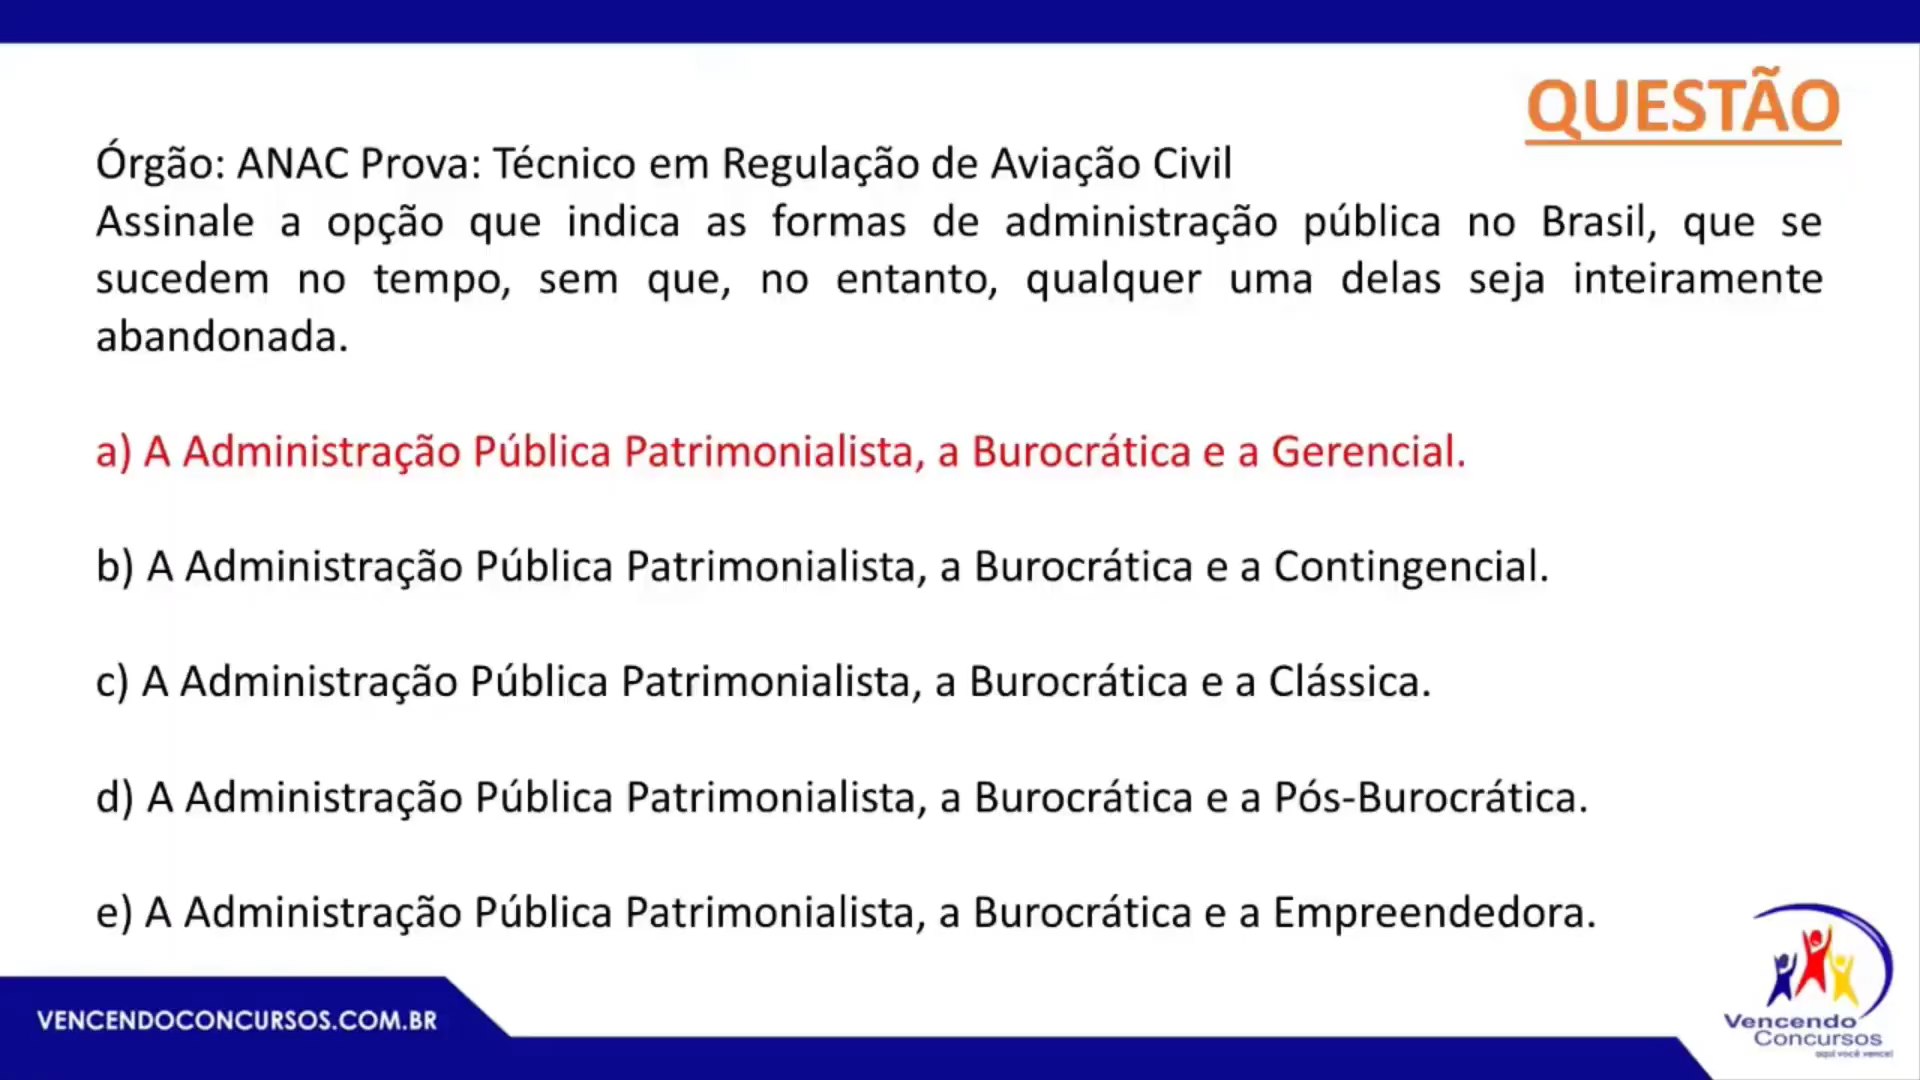 QUESTÃO
Órgão: ANAC Prova: Técnico em Regulação de Aviação Civil
Assinale a opção que indica as formas de administração pública no Brasil, que se
sucedem no tempo, sem que, no entanto, qualquer uma delas seja inteiramente
abandonada.
a) A Administração Pública Patrimonialista, a Burocrática e a Gerencial.
b) A Administração Pública Patrimonialista, a Burocrática e a Contingencial.
c) A Administração Pública Patrimonialista, a Burocrática e a Clássica.
d) A Administração Pública Patrimonialista, a Burocrática e a Pós-Burocrática.
e) A Administração Pública Patrimonialista, a Burocrática e a Empreendedora.
VENCENDOCONCURSOS.COM.BR
Vencendo
Concursos
aqui você vence!